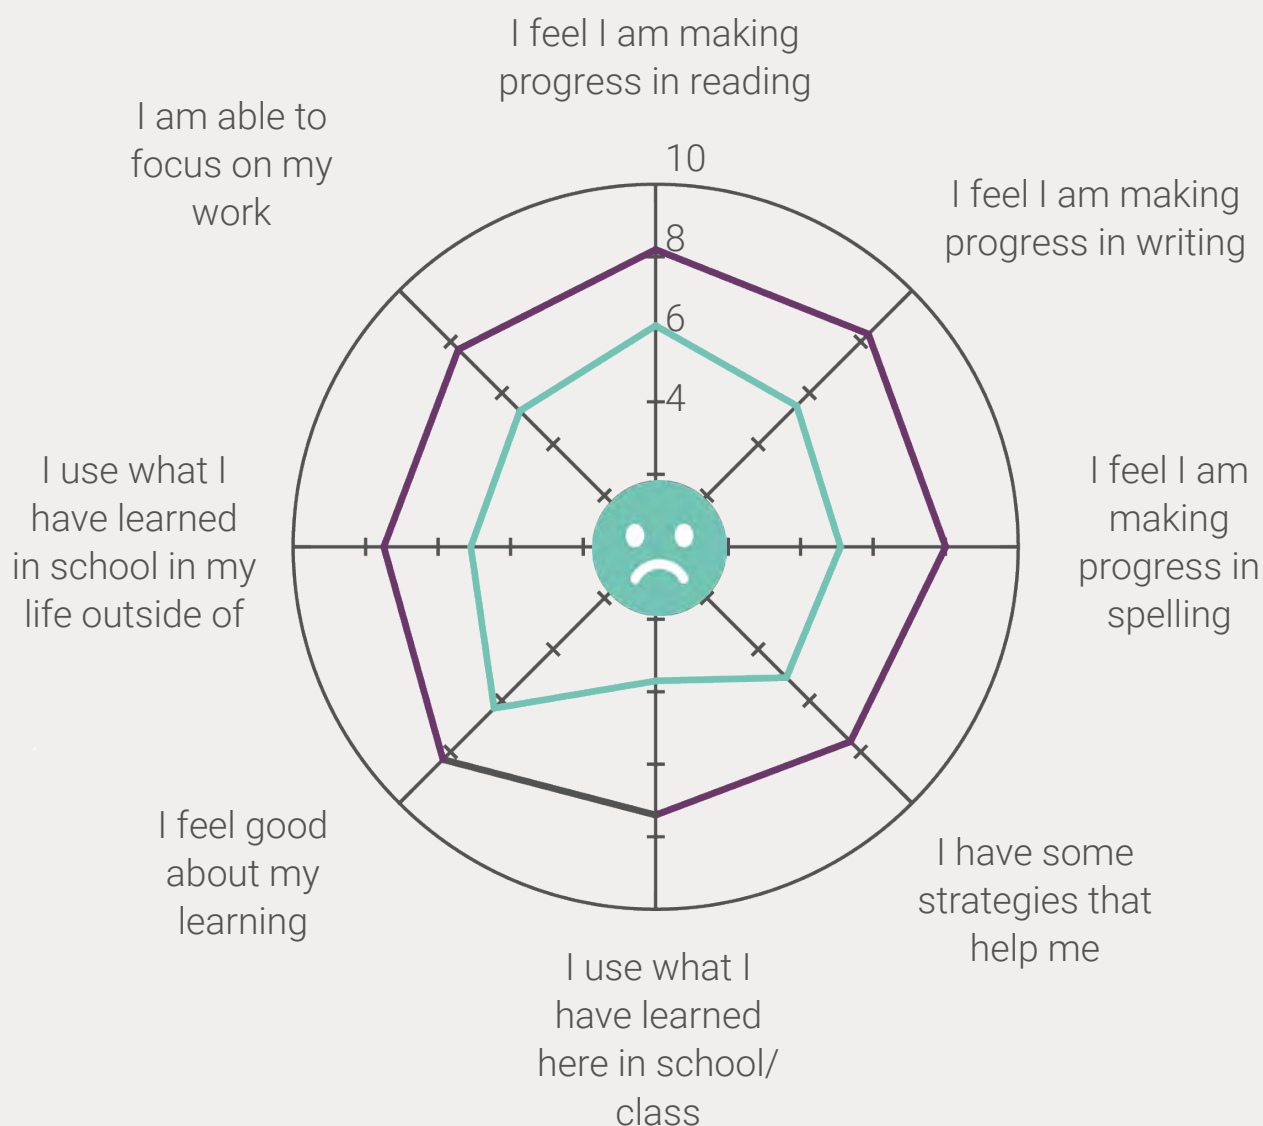 I feel I am making
progress in reading
I am able to
focus on my
work
10
I feel I am making
progress in writing
8
6
4
I use what I
have learned
in school in my
life outside of
I feel I am
making
progress in
spelling
I feel good
about my
learning
I have some
strategies that
help me
I use what I
have learned
here in school/
class